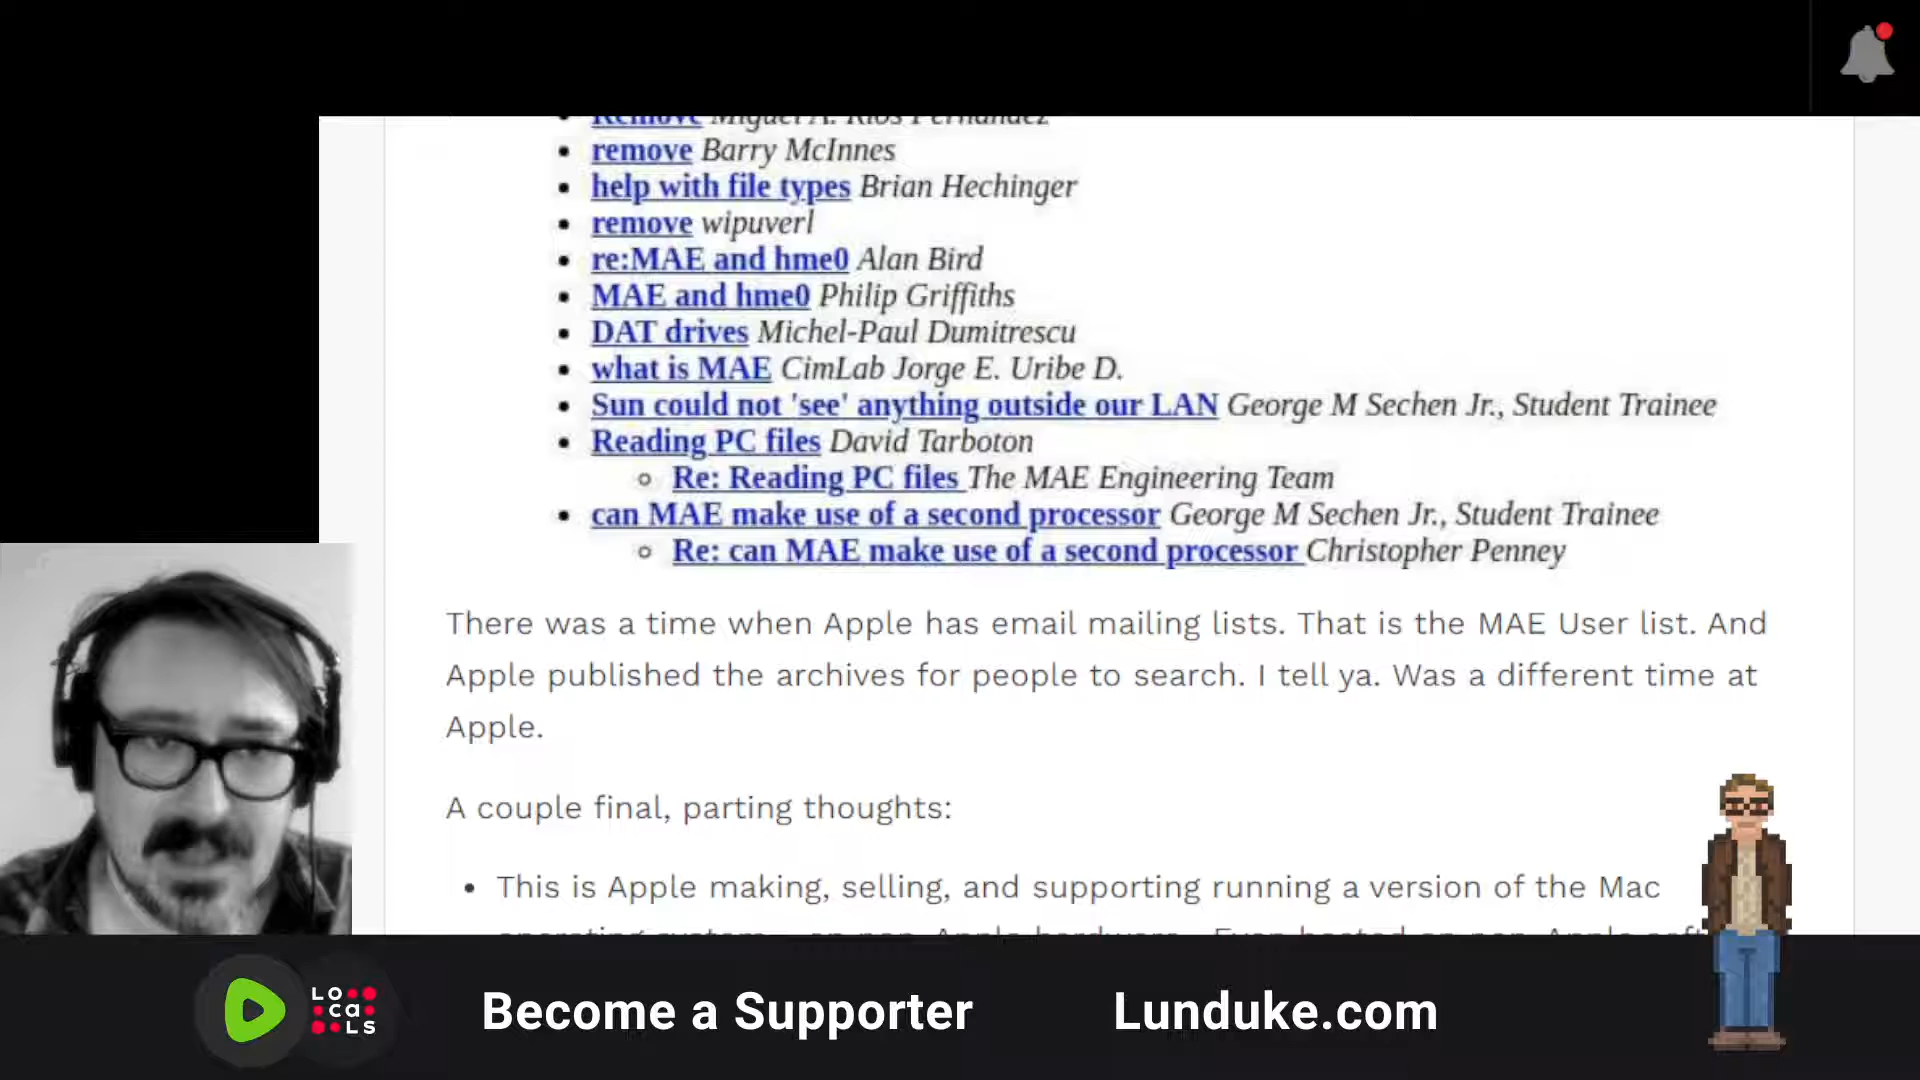 Remove Miguel A. Rios Fernandez
remove Barry McInnes
help with file types Brian Hechinger
remove wipuverl
re:MAE and hme0 Alan Bird
MAE and hme0 Philip Griffiths
DAT drives Michel-Paul Dumitrescu
what is MAE CimLab Jorge E. Uribe D.
Sun could not 'see' anything outside our LAN George M Sechen Jr., Student Trainee
Reading PC files David Tarboton
Re: Reading PC files The MAE Engineering Team
can MAE make use of a second processor George M Sechen Jr., Student Trainee
Re: can MAE make use of a second processor Christopher Penney
There was a time when Apple has email mailing lists. That is the MAE User list. And
Apple published the archives for people to search. I tell ya. Was a different time at
Apple.
A couple final, parting thoughts:
This is Apple making, selling, and supporting running a version of the Mac
LOcaLS
Become a Supporter
Lunduke.com